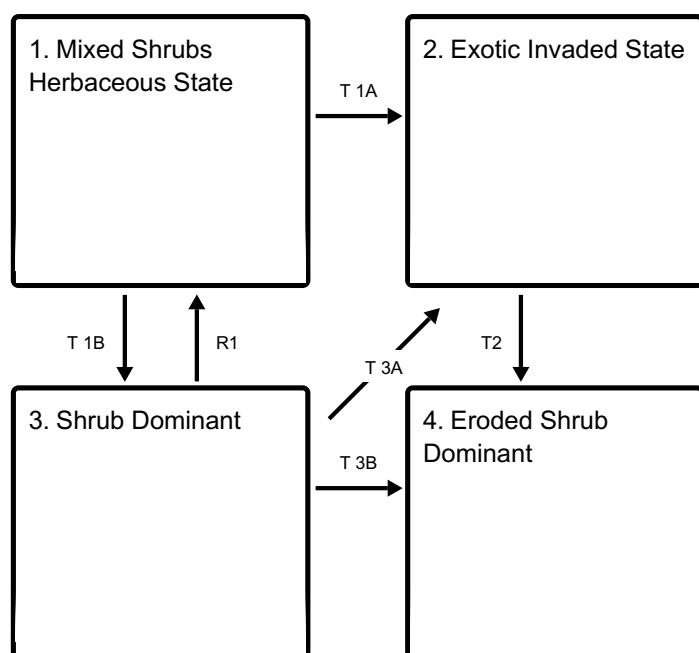 1. Mixed Shrubs
Herbaceous State
2. Exotic Invaded State
T 1A
T 1B
R1
T 3A
T2
3. Shrub Dominant
4. Eroded Shrub
Dominant
T 3B